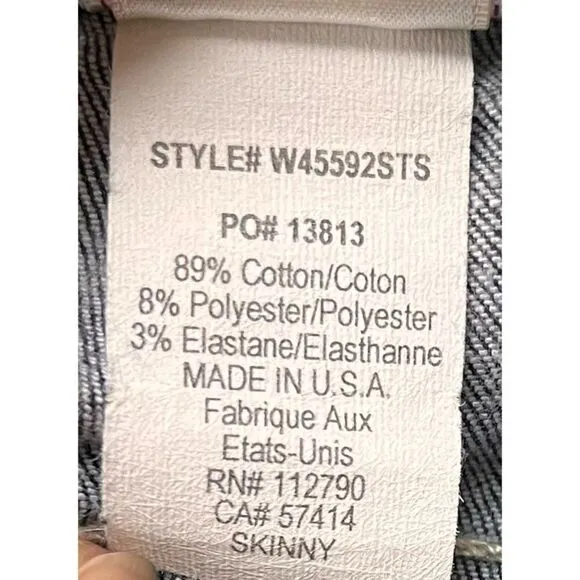 STYLE# W45592STS
PO# 13813
89% Cotton/Coton
8% Polyester/Polyester
3% Elastane/Elasthanne
MADE IN U.S.A.
Fabrique Aux
Etats-Unis
RN# 112790
CA# 57414
SKINNY